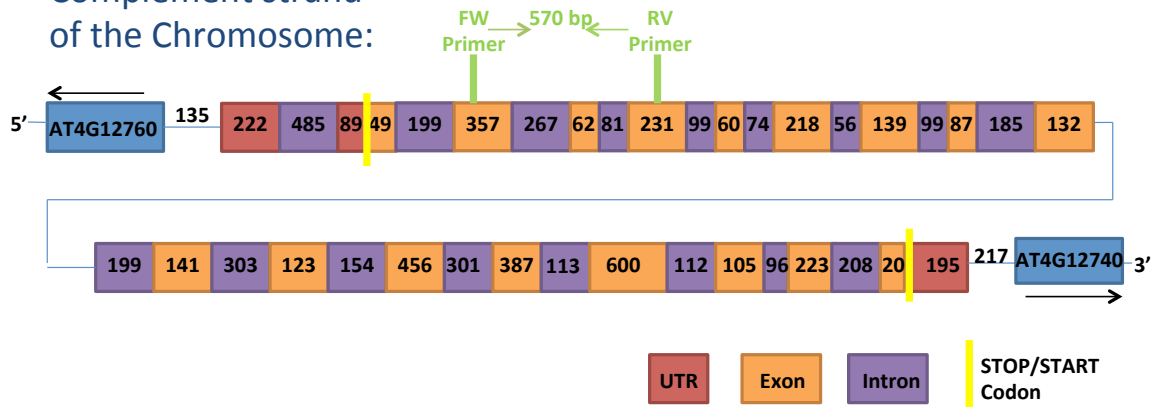 Complement strand
of the Chromosome:
FW
Primer
570 bp
RV
Primer
5’
AT4G12760
135
222
485
89
49
199
357
267
62
81
231
99
60
74
218
56
139
99
87
185
132
199
141
303
123
154
456
301
387
113
600
112
105
96
223
208
20
195
217
AT4G12740
3’
UTR
Exon
Intron
STOP/START
Codon